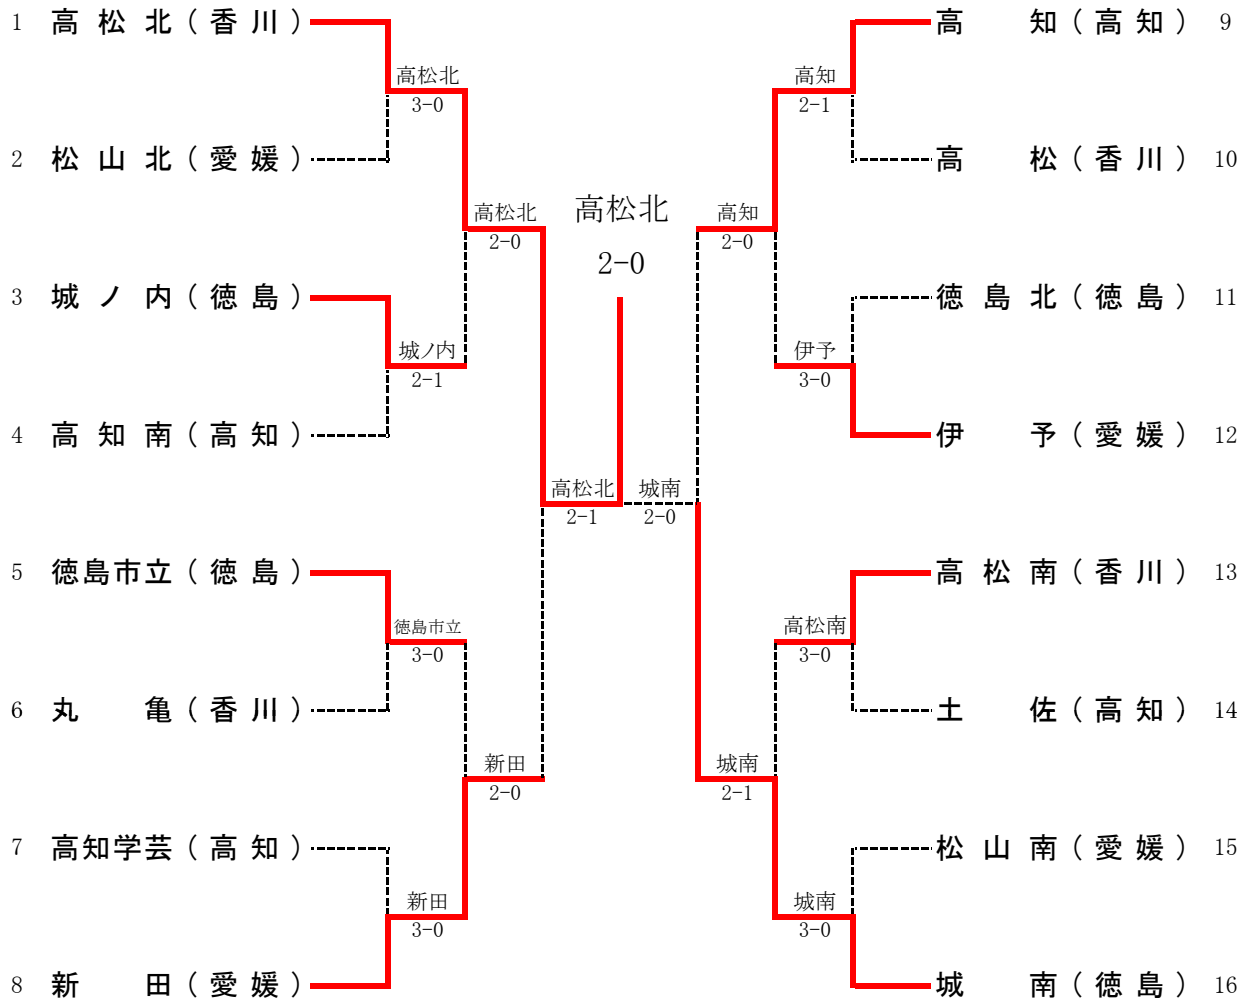 1 高松北(香川)
高松北
3-0
2 松山北(愛媛)
高松北
2-0
3 城ノ内(徳島)
城ノ内
2-1
4 高知南(高知)
高松北
2-1
5 徳島市立(徳島)
徳島市立
3-0
6 丸亀(香川)
新田
2-0
7 高知学芸(高知)
新田
3-0
8 新田(愛媛)
高松北
2-0
高知(高知) 9
高知
2-1
高松(香川) 10
高知
2-0
徳島北(徳島) 11
伊予
3-0
伊予(愛媛) 12
城南
2-0
高松南(香川) 13
高松南
3-0
土佐(高知) 14
城南
2-1
松山南(愛媛) 15
城南
3-0
城南(徳島) 16